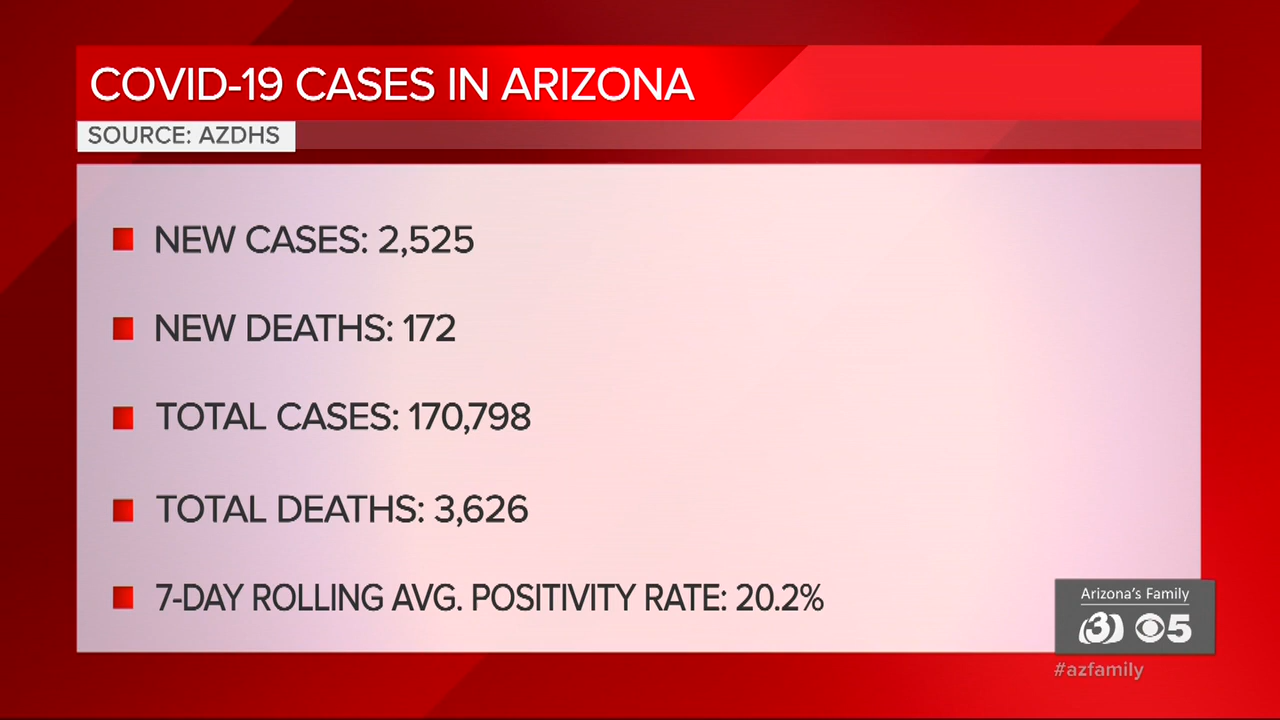 COVID-19 CASES IN ARIZONA
SOURCE: AZDHS
NEW CASES: 2,525
NEW DEATHS: 172
TOTAL CASES: 170,798
TOTAL DEATHS: 3,626
7-DAY ROLLING AVG. POSITIVITY RATE: 20.2%
Arizona's Family
3 5
#azfamily